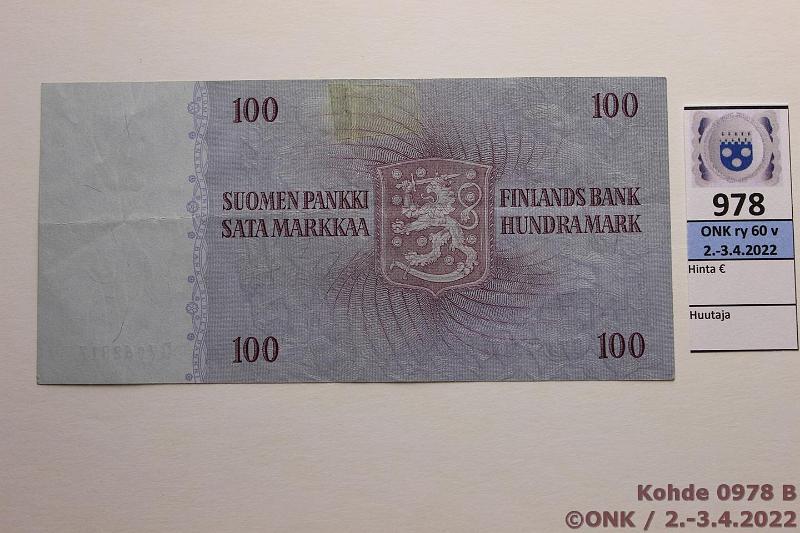 100
100
SUOMEN PANKKI
SATA MARKKAA
FINLANDS BANK
HUNDRA MARK
100
100
978
ONK ry 60 v
2.-3.4.2022
Hinta €
Huutaja
Kohde 0978 B
©ONK / 2.-3.4.2022